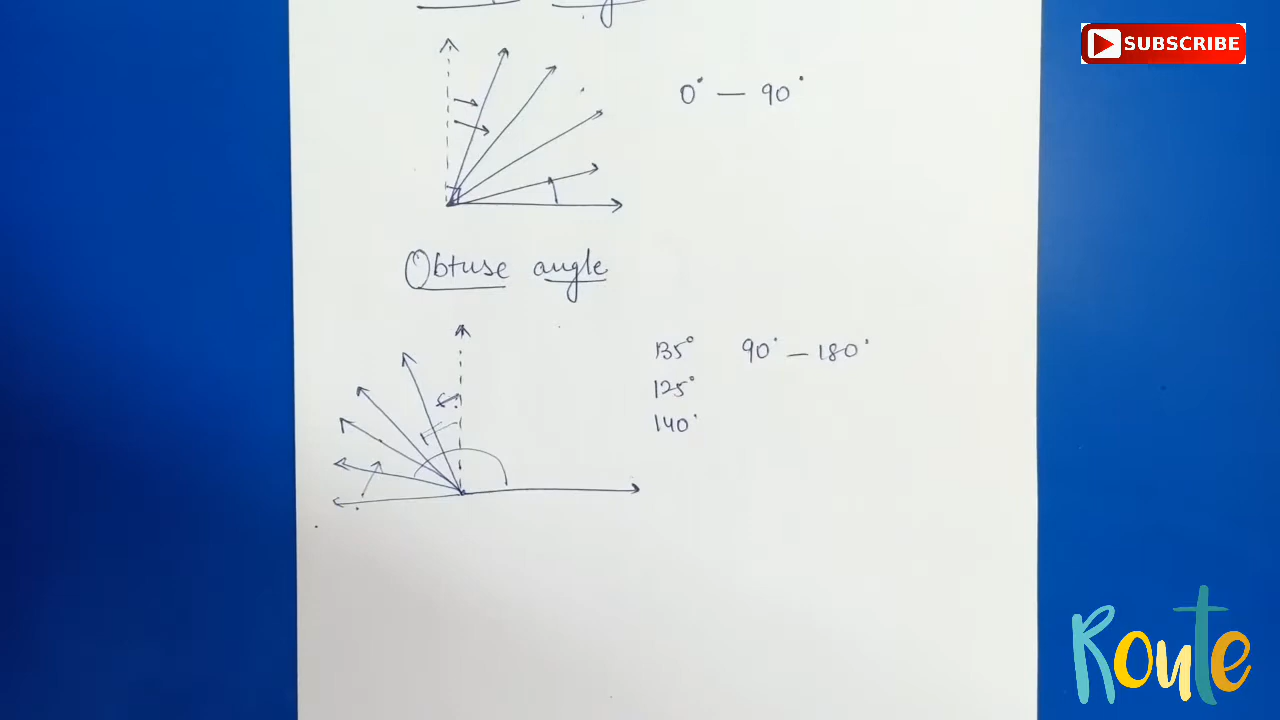 SUBSCRIBE
0° — 90°
Obtuse angle
135° 90° — 180°
125°
140°
Route